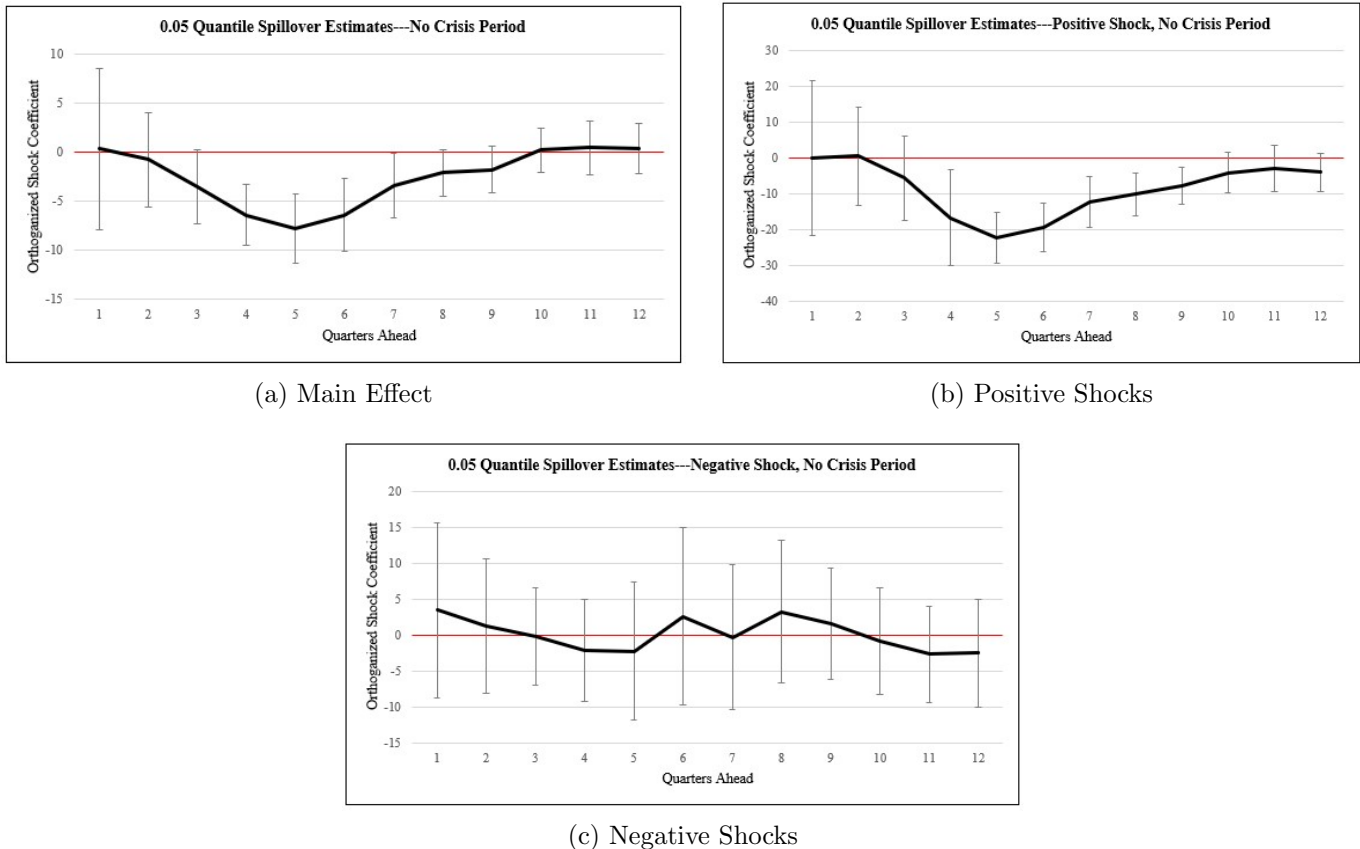 0.05 Quantile Spillover Estimates---No Crisis Period
Orthoganized Shock Coefficient
10
5
0
-5
-10
-15
1 2 3 4 5 6 7 8 9 10 11 12
Quarters Ahead
(a) Main Effect
0.05 Quantile Spillover Estimates---Positive Shock, No Crisis Period
Orthoganized Shock Coefficient
30
20
10
0
-10
-20
-30
-40
1 2 3 4 5 6 7 8 9 10 11 12
Quarters Ahead
(b) Positive Shocks
0.05 Quantile Spillover Estimates---Negative Shock, No Crisis Period
Orthoganized Shock Coefficient
20
15
10
5
0
-5
-10
-15
1 2 3 4 5 6 7 8 9 10 11 12
Quarters Ahead
(c) Negative Shocks